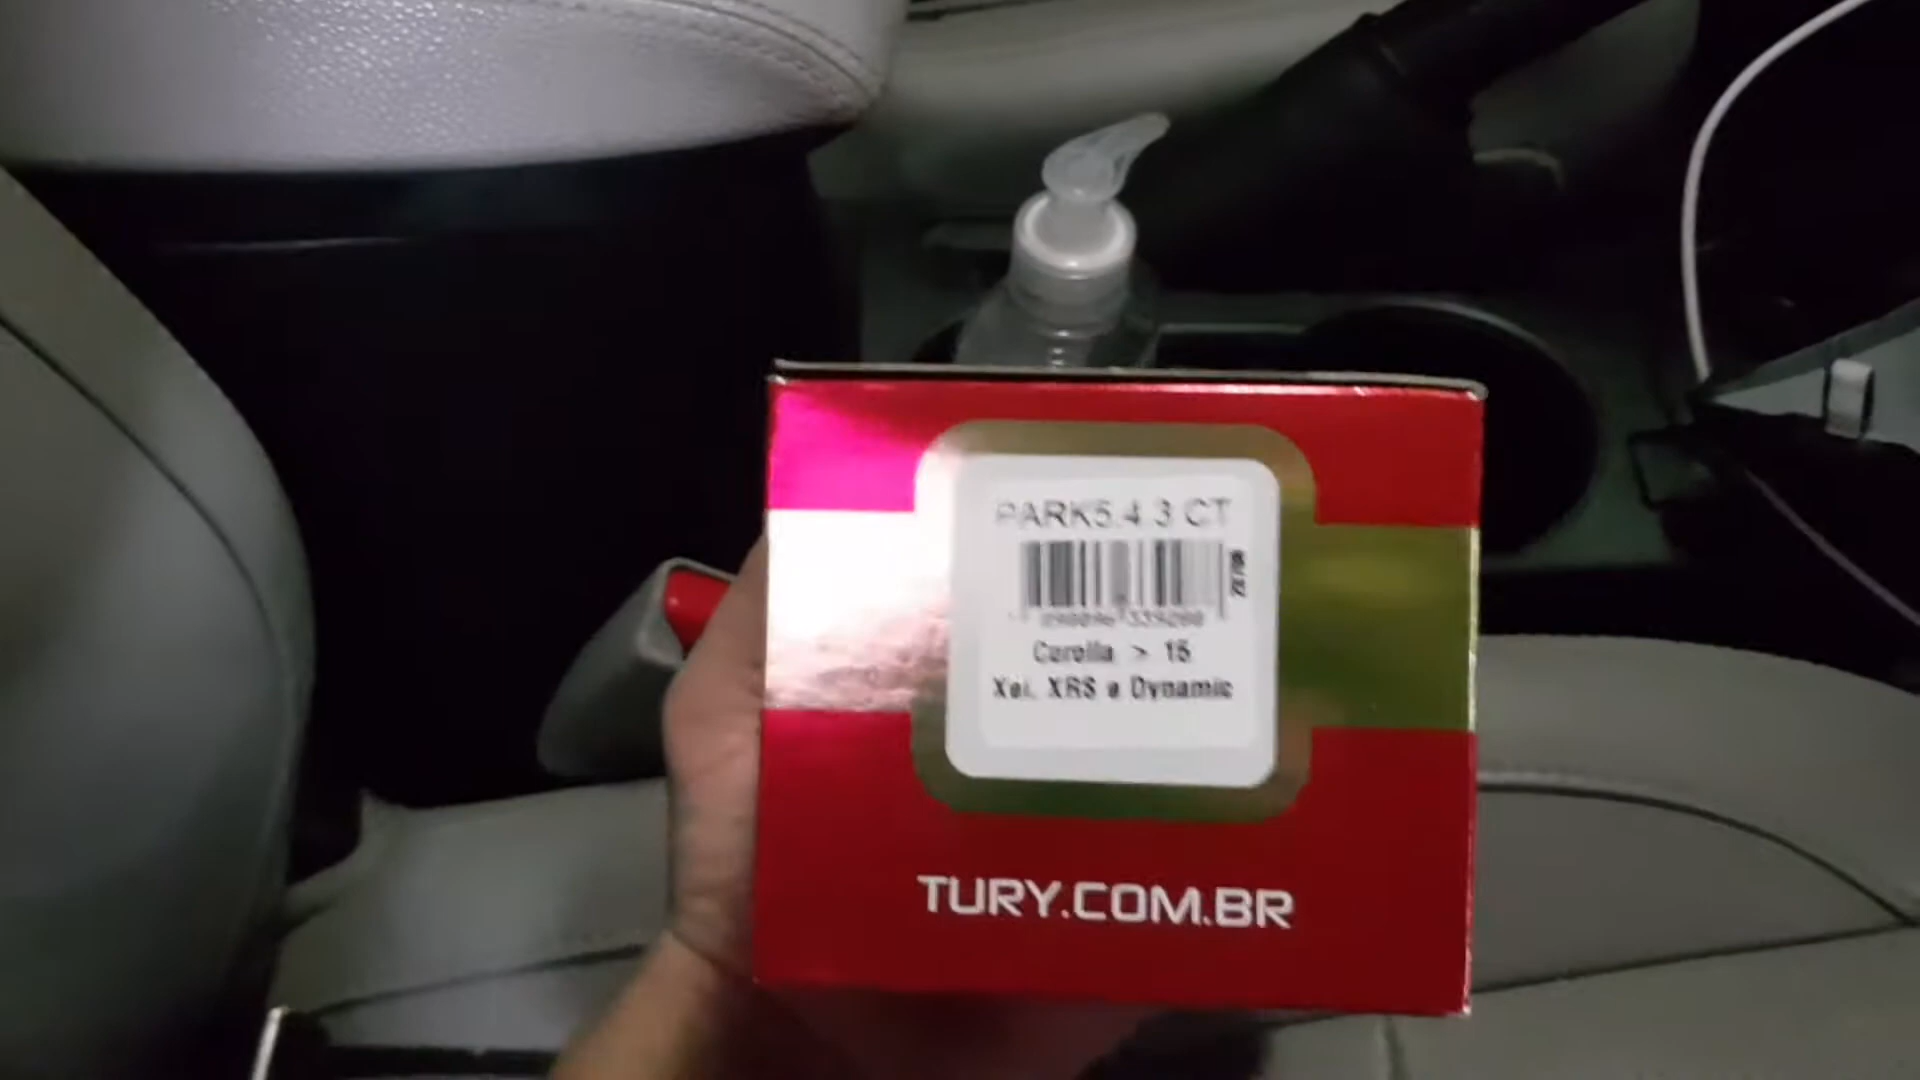 PARK5.4.3 CT
Corolla > 15
Xei, XRS e Dynamic
TURY.COM.BR